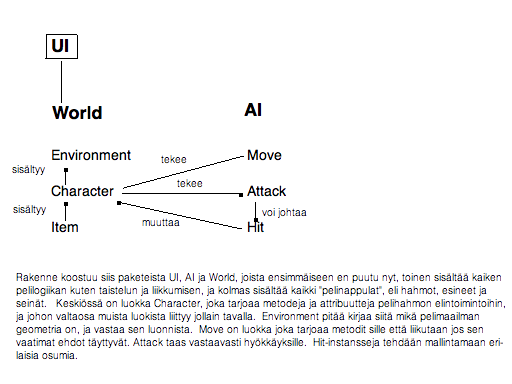 UI
World
AI
Environment
Move
tekee
sisältyy
tekee
Character
Attack
sisältyy
voi johtaa
muuttaa
Item
Hit
Rakenne koostuu siis paketeista UI, AI ja World, joista ensimmäiseen en puutu nyt, toinen sisältää kaiken
pelilogiikan kuten taistelun ja liikkumisen, ja kolmas sisältää kaikki "pelinappulat", eli hahmot, esineet ja
seinät. Keskiössä on luokka Character, joka tarjoaa metodeja ja attribuutteja pelihahmon elintoimintoihin,
ja johon valtaosa muista luokista liittyy jollain tavalla. Environment pitää kirjaa siitä mikä pelimaailman
geometria on, ja vastaa sen luonnista. Move on luokka joka tarjoaa metodit sille että liikutaan jos sen
vaatimat ehdot täyttyvät. Attack taas vastaavasti hyökkäyksille. Hit-instansseja tehdään mallintamaan eri-
laisia osumia.